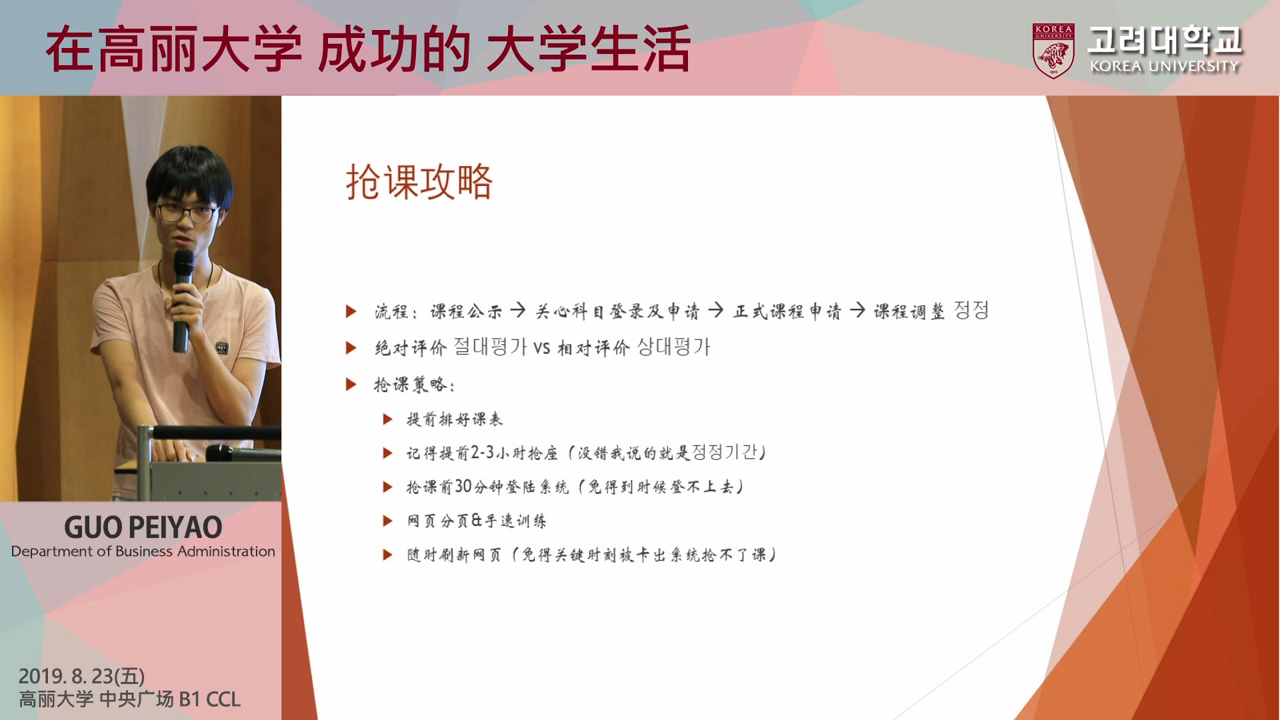 在高丽大学 成功的 大学生活
KOREA
UNIVERSITY
고려대학교
KOREA UNIVERSITY
抢课攻略
流程：课程公示 → 关心科目登录及申请 → 正式课程申请 → 课程调整 정정
绝对评价 절대평가 VS 相对评价 상대평가
抢课策略：
提前排好课表
记得提前2-3小时抢座（没错我说的就是정정기간）
抢课前30分钟登陆系统（免得到时候登不上去）
网页分页&手速训练
随时刷新网页（免得关键时刻被卡出系统抢不了课）
GUO PEIYAO
Department of Business Administration
2019. 8. 23(五)
高丽大学 中央广场 B1 CCL